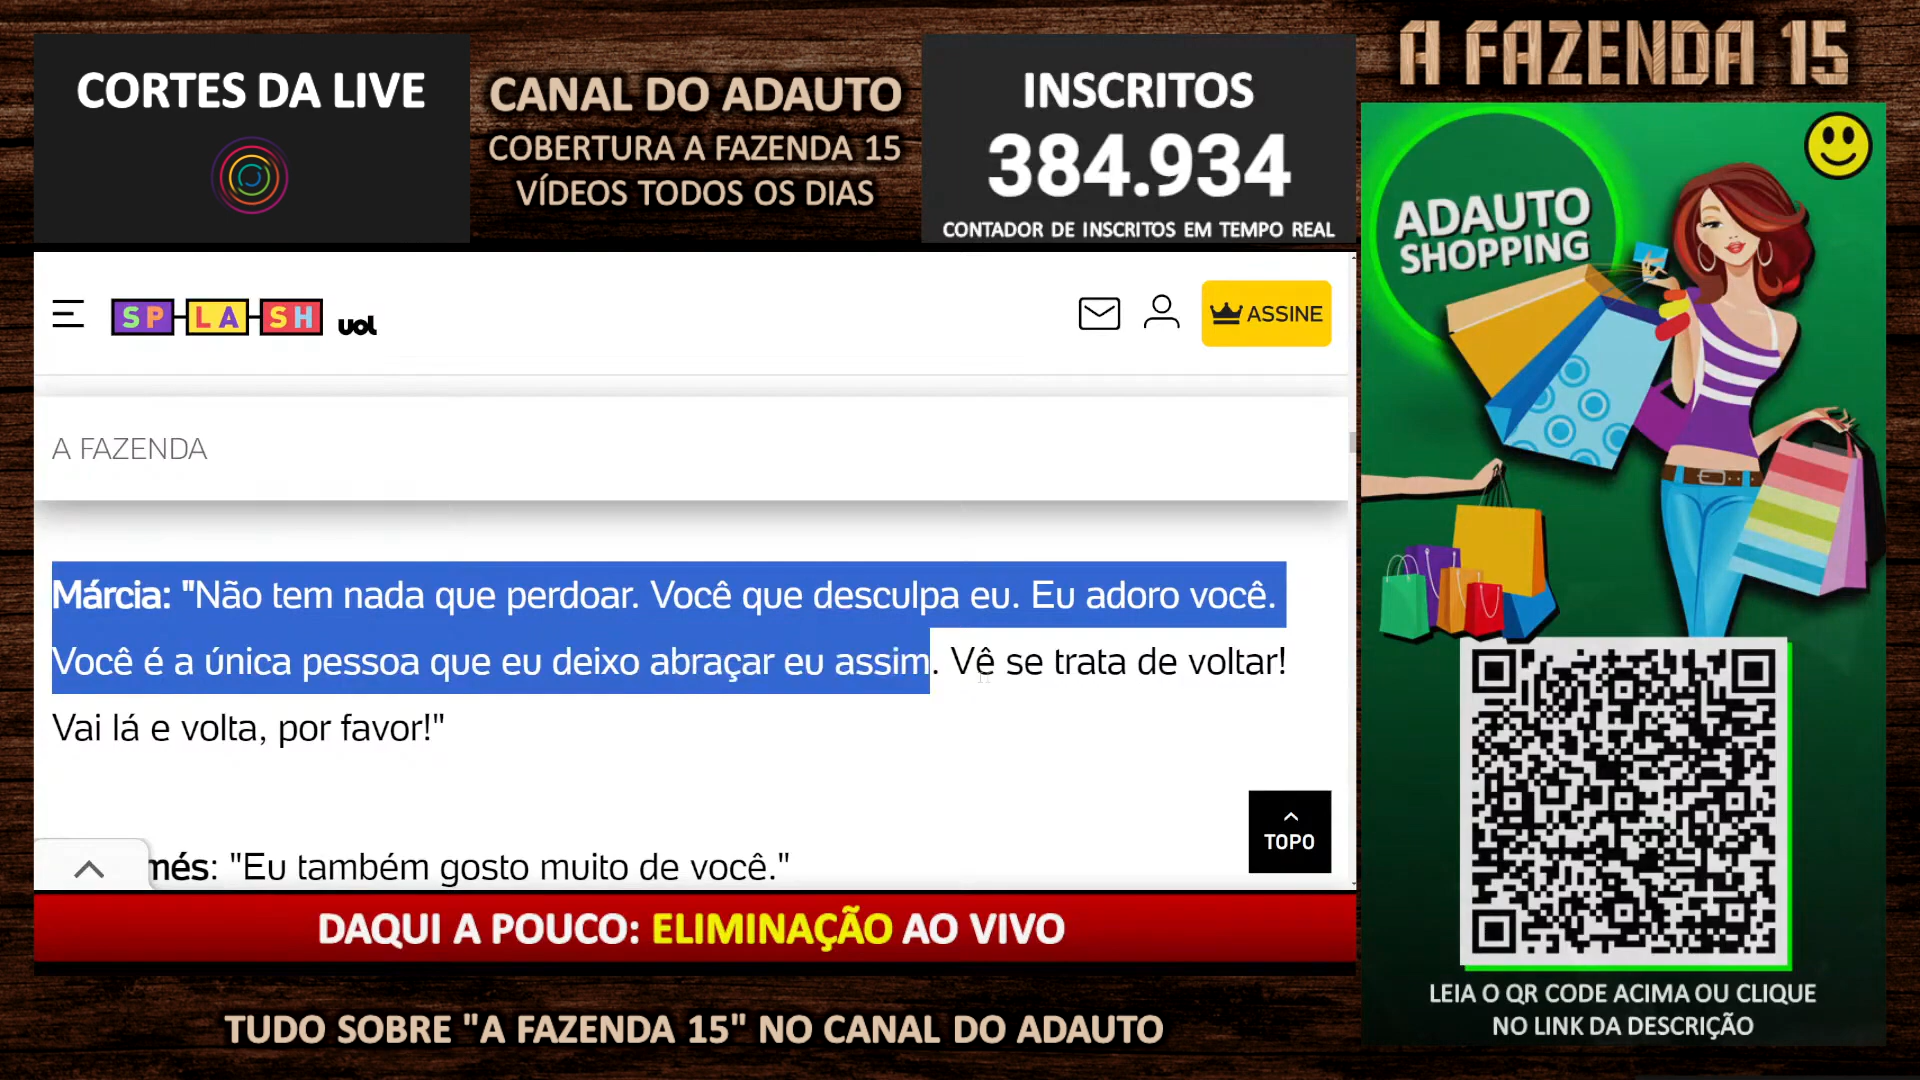 CORTES DA LIVE
CANAL DO ADAUTO
COBERTURA A FAZENDA 15
VÍDEOS TODOS OS DIAS
INSCRITOS
384.934
CONTADOR DE INSCRITOS EM TEMPO REAL
A FAZENDA 15
ADAUTO
SHOPPING
SPLASH uol
ASSINE
A FAZENDA
Márcia: "Não tem nada que perdoar. Você que desculpa eu. Eu adoro você.
Você é a única pessoa que eu deixo abraçar eu assim. Vê se trata de voltar!
Vai lá e volta, por favor!"
TOPO
més: "Eu também gosto muito de você."
DAQUI A POUCO: ELIMINAÇÃO AO VIVO
TUDO SOBRE "A FAZENDA 15" NO CANAL DO ADAUTO
LEIA O QR CODE ACIMA OU CLIQUE
NO LINK DA DESCRIÇÃO